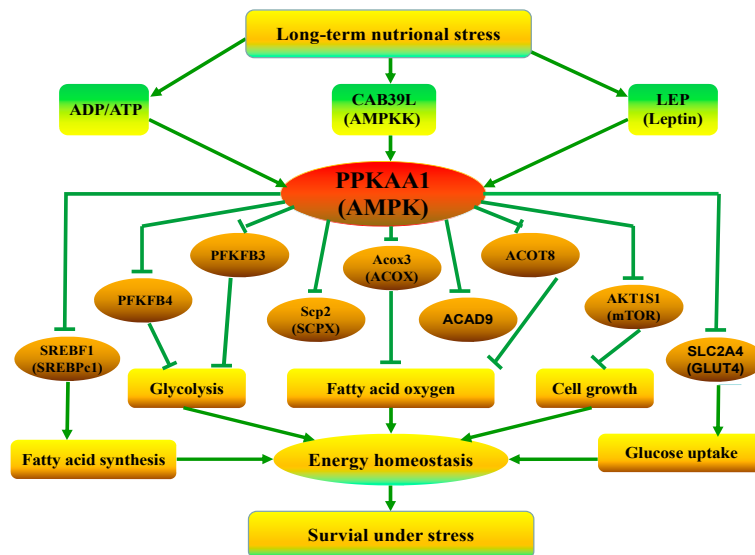 Long-term nutrional stress
ADP/ATP
CAB39L
(AMPKK)
LEP
(Leptin)
PPKAA1
(AMPK)
PFKFB3
Acox3
(ACOX)
ACOT8
PFKFB4
Scp2
(SCPX)
ACAD9
AKT1S1
(mTOR)
SREBF1
(SREBPc1)
SLC2A4
(GLUT4)
Glycolysis
Fatty acid oxygen
Cell growth
Fatty acid synthesis
Energy homeostasis
Glucose uptake
Survial under stress